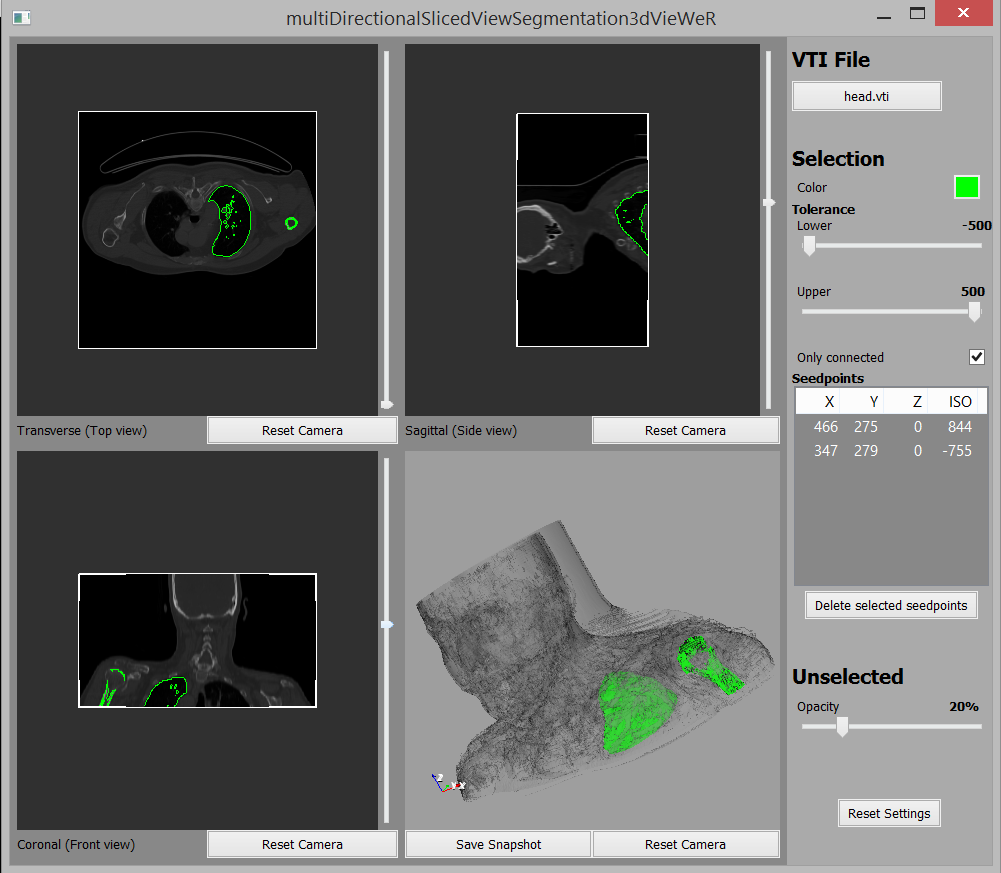 multiDirectionalSlicedViewSegmentation3dVieWeR
VTI File
head.vti
Selection
Color
Tolerance
Lower -500
Upper 500
Only connected
Seedpoints
X Y Z ISO
466 275 0 844
347 279 0 -755
Delete selected seedpoints
Unselected
Opacity 20%
Reset Settings
Transverse (Top view) Reset Camera
Sagittal (Side view) Reset Camera
Coronal (Front view) Reset Camera
Save Snapshot Reset Camera